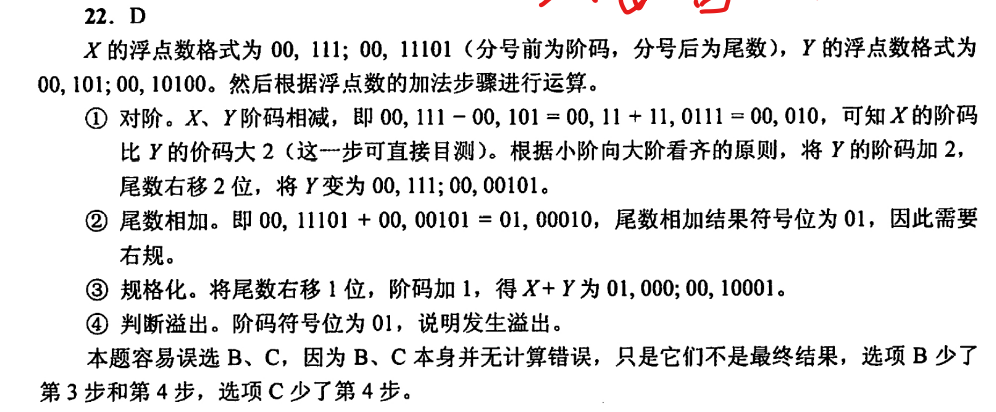 22. D
X 的浮点数格式为 00, 111; 00, 11101（分号前为阶码，分号后为尾数），Y 的浮点数格式为
00, 101; 00, 10100。然后根据浮点数的加法步骤进行运算。
① 对阶。X、Y 阶码相减，即 00, 111 − 00, 101 = 00, 11 + 11, 0111 = 00, 010，可知 X 的阶码
比 Y 的价码大 2（这一步可直接目测）。根据小阶向大阶看齐的原则，将 Y 的阶码加 2，
尾数右移 2 位，将 Y 变为 00, 111; 00, 00101。
② 尾数相加。即 00, 11101 + 00, 00101 = 01, 00010，尾数相加结果符号位为 01，因此需要
右规。
③ 规格化。将尾数右移 1 位，阶码加 1，得 X + Y 为 01, 000; 00, 10001。
④ 判断溢出。阶码符号位为 01，说明发生溢出。
本题容易误选 B、C，因为 B、C 本身并无计算错误，只是它们不是最终结果，选项 B 少了
第 3 步和第 4 步，选项 C 少了第 4 步。